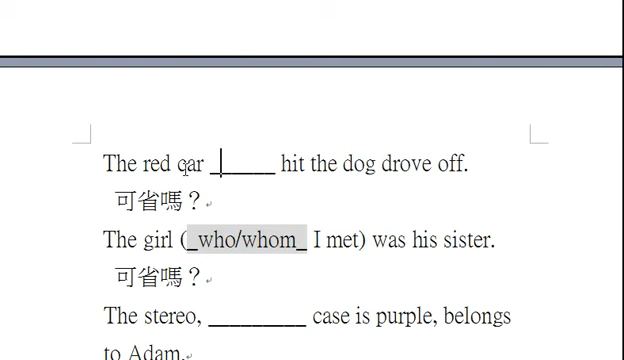 The red car ______ hit the dog drove off.
可省嗎？
The girl (_who/whom_ I met) was his sister.
可省嗎？
The stereo, _________ case is purple, belongs
to Adam.